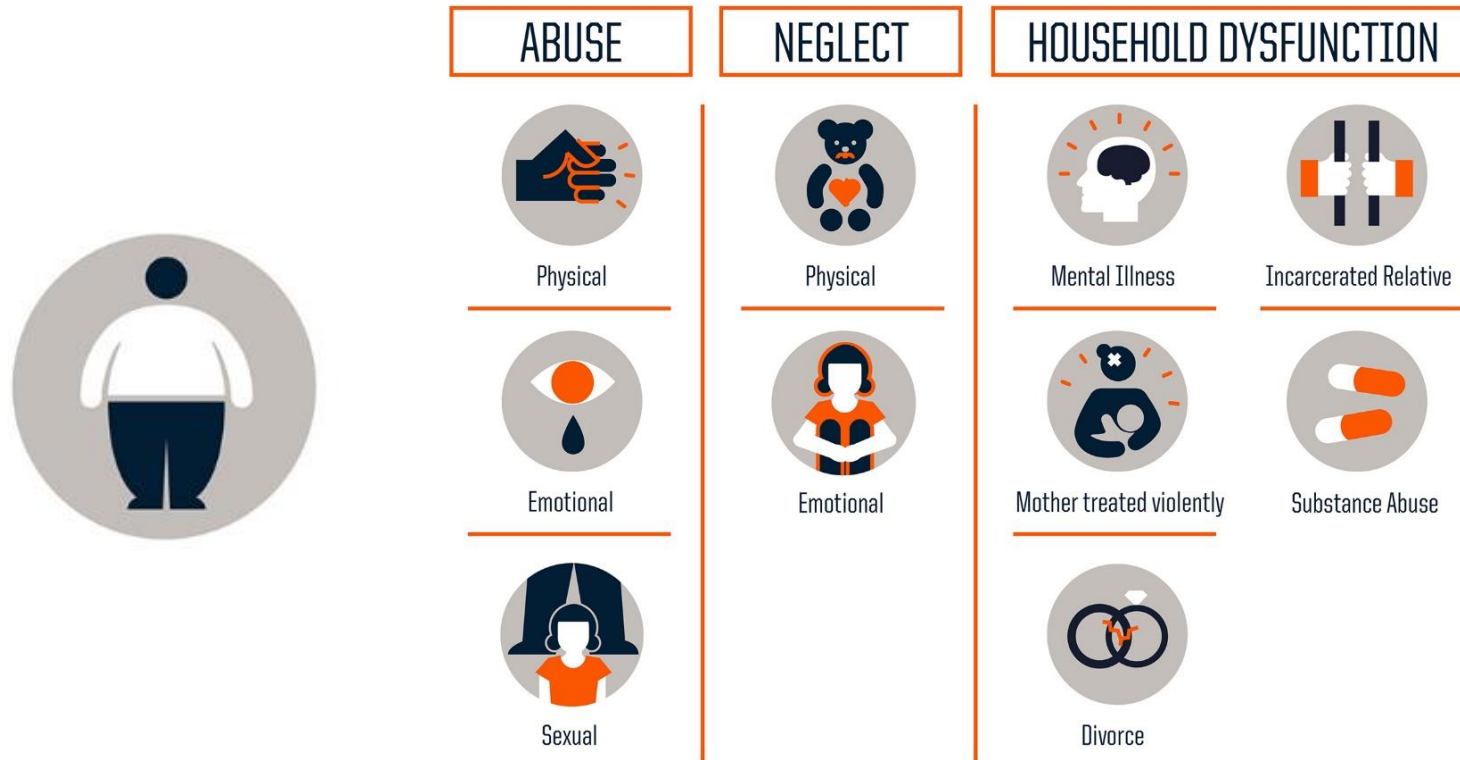 ABUSE
NEGLECT
HOUSEHOLD DYSFUNCTION
Physical
Physical
Mental Illness
Incarcerated Relative
Emotional
Emotional
Mother treated violently
Substance Abuse
Sexual
Divorce